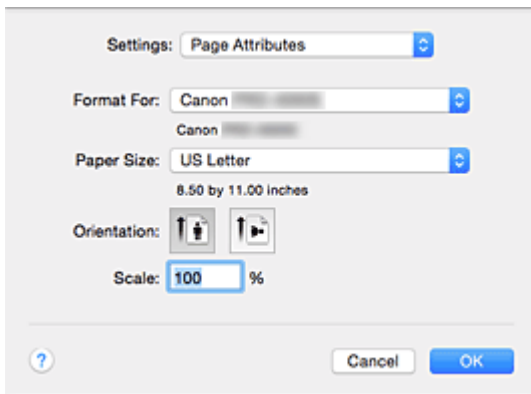 Settings: Page Attributes
Format For: Canon
Canon
Paper Size: US Letter
8.50 by 11.00 inches
Orientation:
Scale: 100 %
? Cancel OK